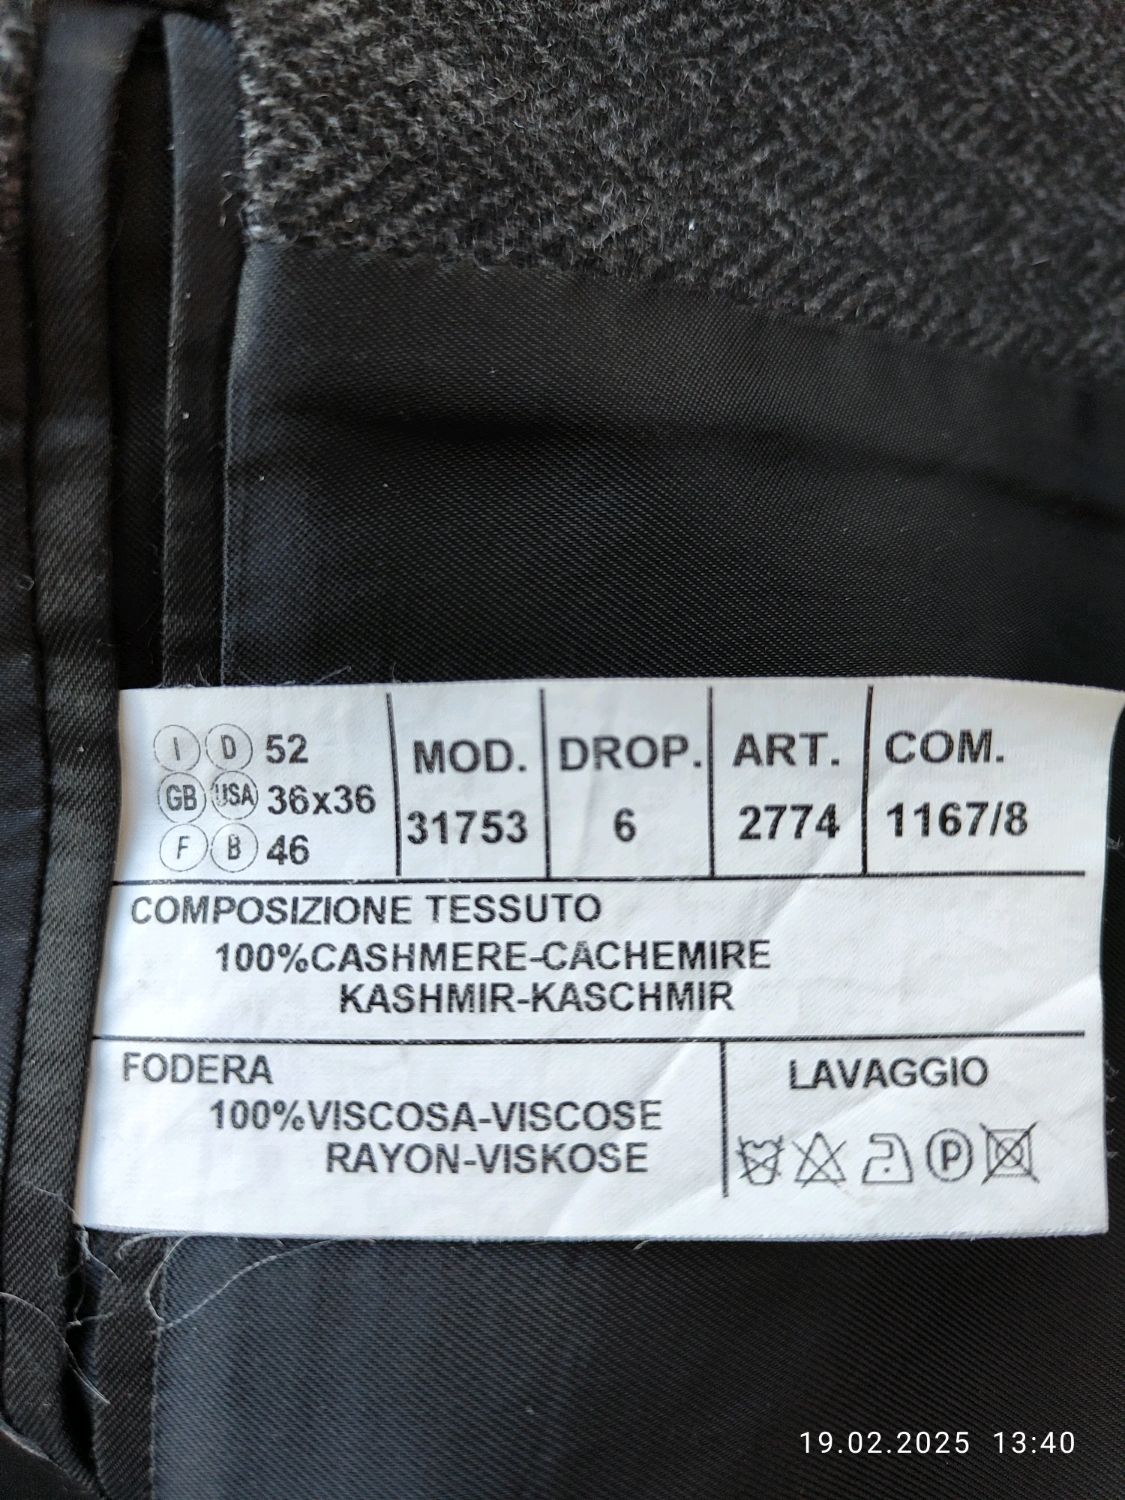 I D 52
GB USA 36x36
F B 46
MOD.
31753
DROP.
6
ART.
2774
COM.
1167/8
COMPOSIZIONE TESSUTO
100%CASHMERE-CACHEMIRE
KASHMIR-KASCHMIR
FODERA
100%VISCOSA-VISCOSE
RAYON-VISKOSE
LAVAGGIO
P
19.02.2025 13:40